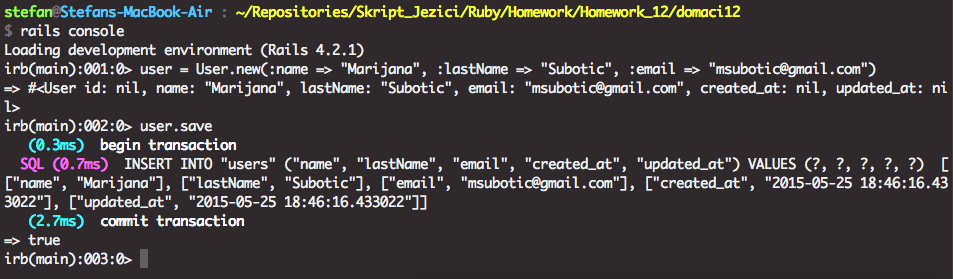 stefan@Stefans-MacBook-Air : ~/Repositories/Skript_Jezici/Ruby/Homework/Homework_12/domaci12
$ rails console
Loading development environment (Rails 4.2.1)
irb(main):001:0> user = User.new(:name => "Marijana", :lastName => "Subotic", :email => "msubotic@gmail.com")
=> #<User id: nil, name: "Marijana", lastName: "Subotic", email: "msubotic@gmail.com", created_at: nil, updated_at: ni
l>
irb(main):002:0> user.save
(0.3ms) begin transaction
SQL (0.7ms) INSERT INTO "users" ("name", "lastName", "email", "created_at", "updated_at") VALUES (?, ?, ?, ?, ?) [
["name", "Marijana"], ["lastName", "Subotic"], ["email", "msubotic@gmail.com"], ["created_at", "2015-05-25 18:46:16.43
3022"], ["updated_at", "2015-05-25 18:46:16.433022"]]
(2.7ms) commit transaction
=> true
irb(main):003:0>